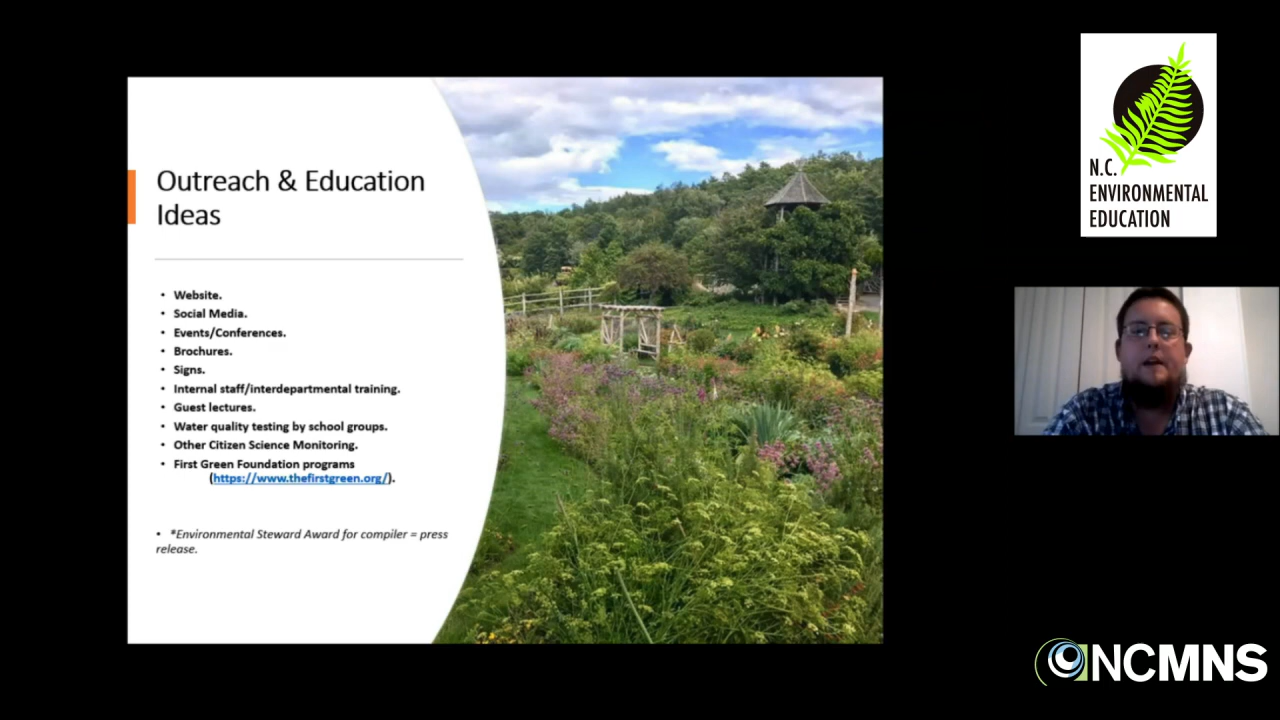 Outreach & Education
Ideas
• Website.
• Social Media.
• Events/Conferences.
• Brochures.
• Signs.
• Internal staff/interdepartmental training.
• Guest lectures.
• Water quality testing by school groups.
• Other Citizen Science Monitoring.
• First Green Foundation programs
(https://www.thefirstgreen.org/).
• *Environmental Steward Award for compiler = press
release.
N.C.
ENVIRONMENTAL
EDUCATION
NCMNS